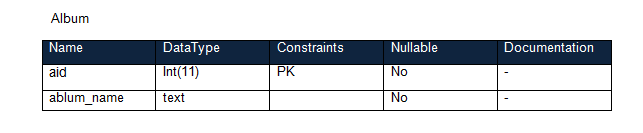 Album
Name DataType Constraints Nullable Documentation
aid Int(11) PK No -
ablum_name text No -